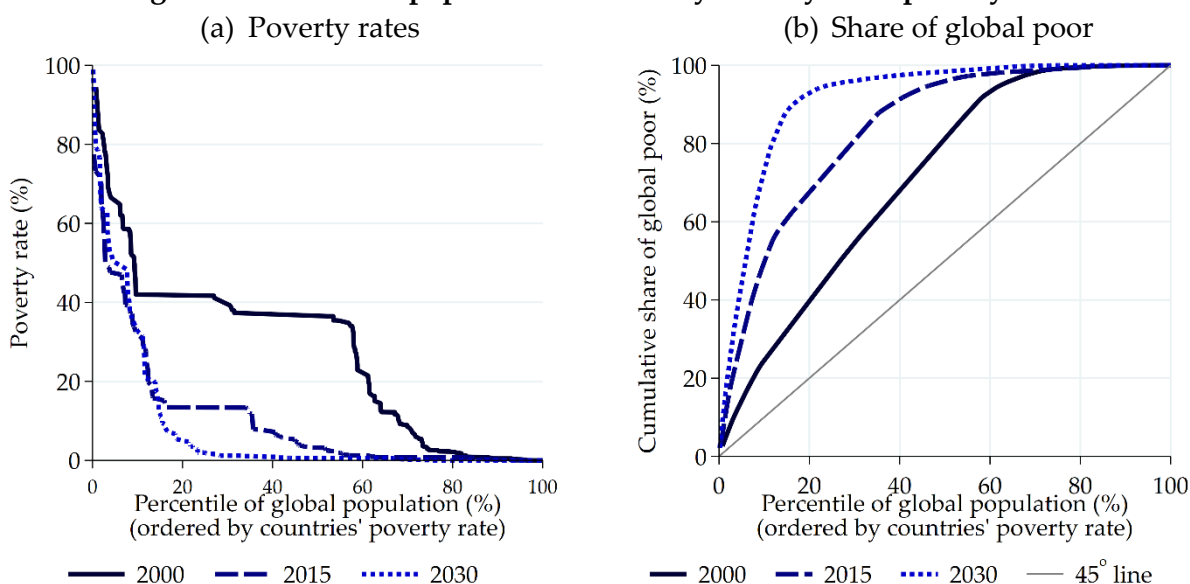 (a) Poverty rates
Poverty rate (%)
100
80
60
40
20
0
0 20 40 60 80 100
Percentile of global population (%)
(ordered by countries' poverty rate)
2000 2015 2030
(b) Share of global poor
Cumulative share of global poor (%)
100
80
60
40
20
0
0 20 40 60 80 100
Percentile of global population (%)
(ordered by countries' poverty rate)
2000 2015 2030 45° line